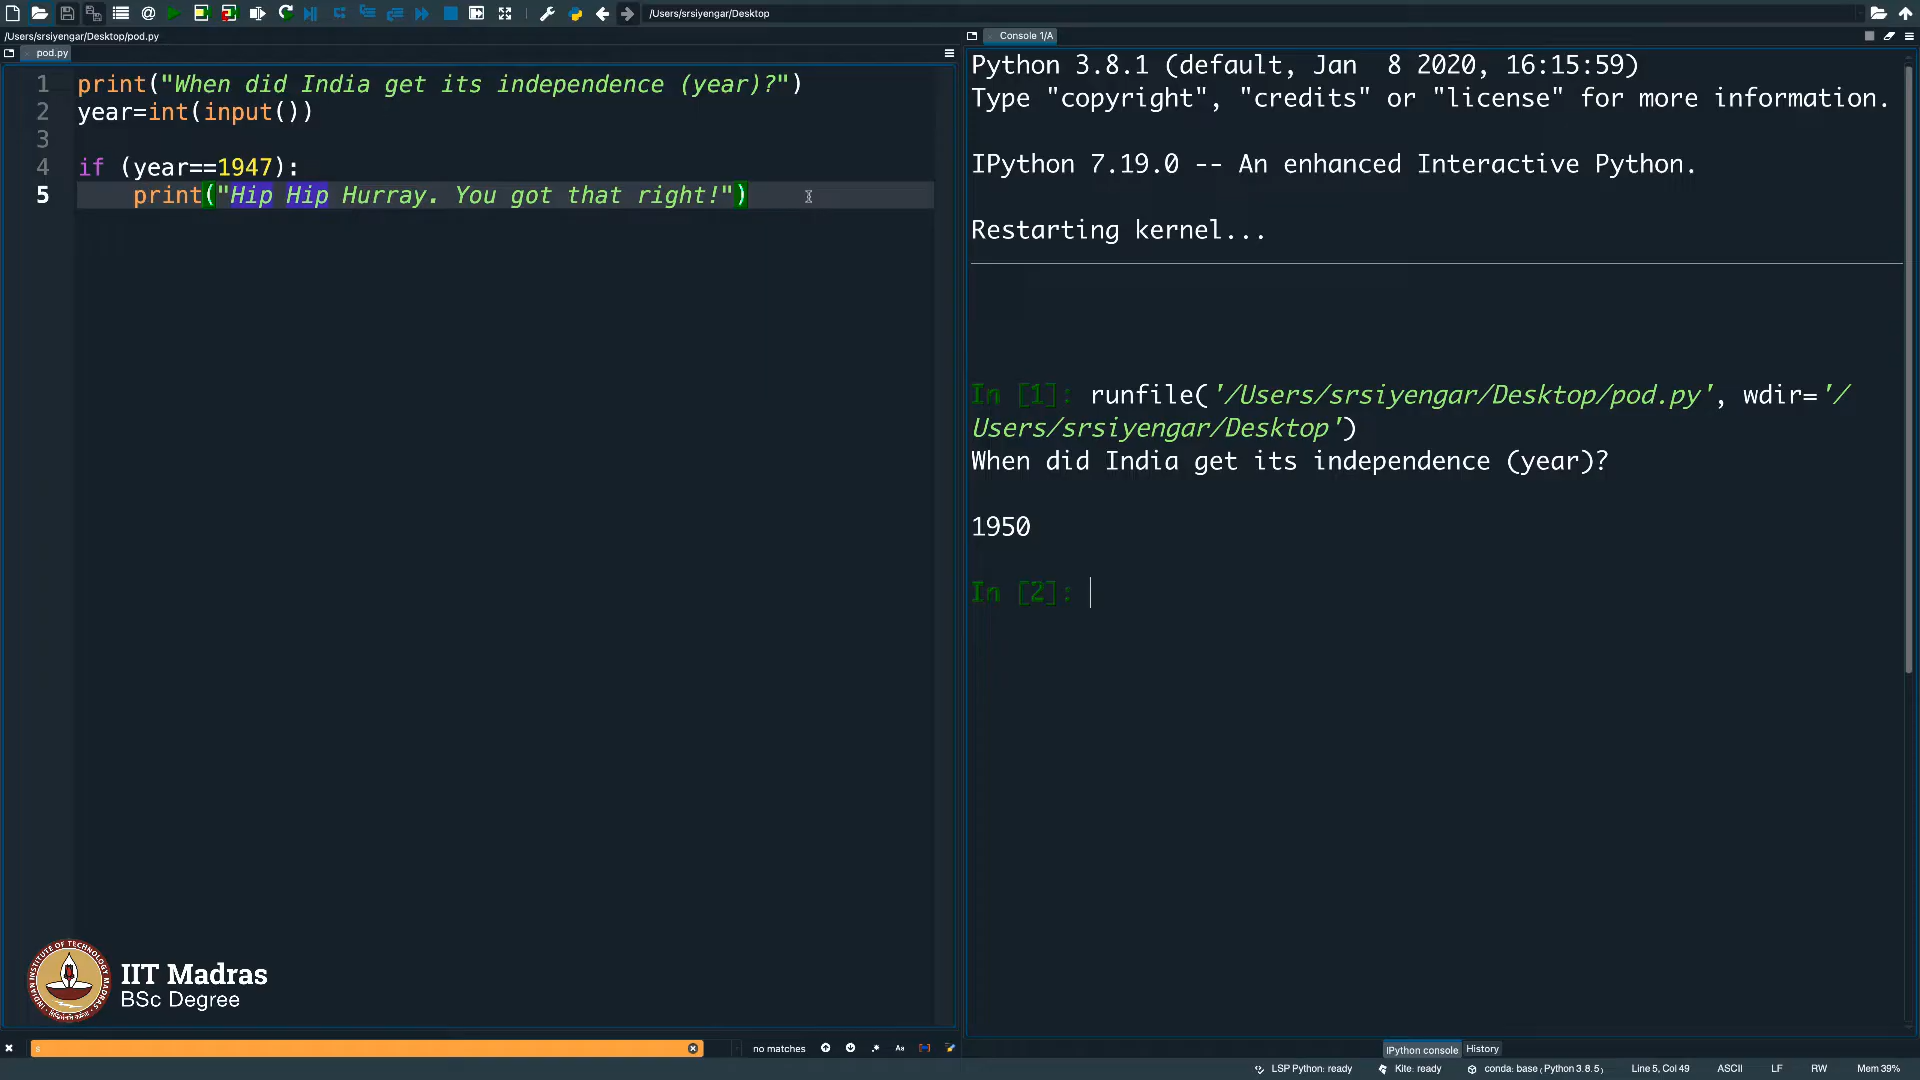 /Users/srsiyengar/Desktop
/Users/srsiyengar/Desktop/pod.py
pod.py
1 print("When did India get its independence (year)?")
2 year=int(input())
3
4 if (year==1947):
5 print("Hip Hip Hurray. You got that right!")
Console 1/A
Python 3.8.1 (default, Jan  8 2020, 16:15:59)
Type "copyright", "credits" or "license" for more information.
IPython 7.19.0 -- An enhanced Interactive Python.
Restarting kernel...
In [1]: runfile('/Users/srsiyengar/Desktop/pod.py', wdir='/
Users/srsiyengar/Desktop')
When did India get its independence (year)?
1950
In [2]:
IIT Madras
BSc Degree
s
no matches
Aa
IPython console
History
LSP Python: ready
Kite: ready
conda: base (Python 3.8.5)
Line 5, Col 49
ASCII
LF
RW
Mem 39%